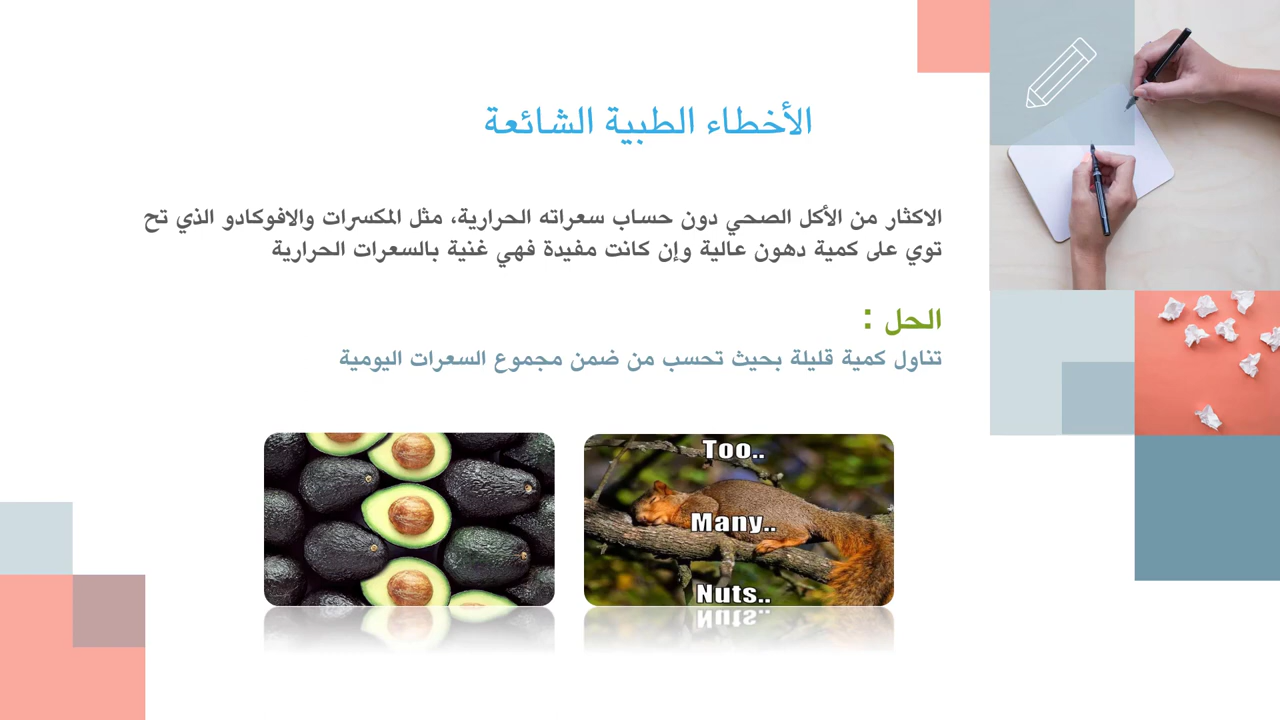 الأخطاء الطبية الشائعة
الاكثار من الأكل الصحي دون حساب سعراته الحرارية، مثل المكسرات والافوكادو الذي تح
توي على كمية دهون عالية وإن كانت مفيدة فهي غنية بالسعرات الحرارية
الحل :
تناول كمية قليلة بحيث تحسب من ضمن مجموع السعرات اليومية
Too..
Many..
Nuts..